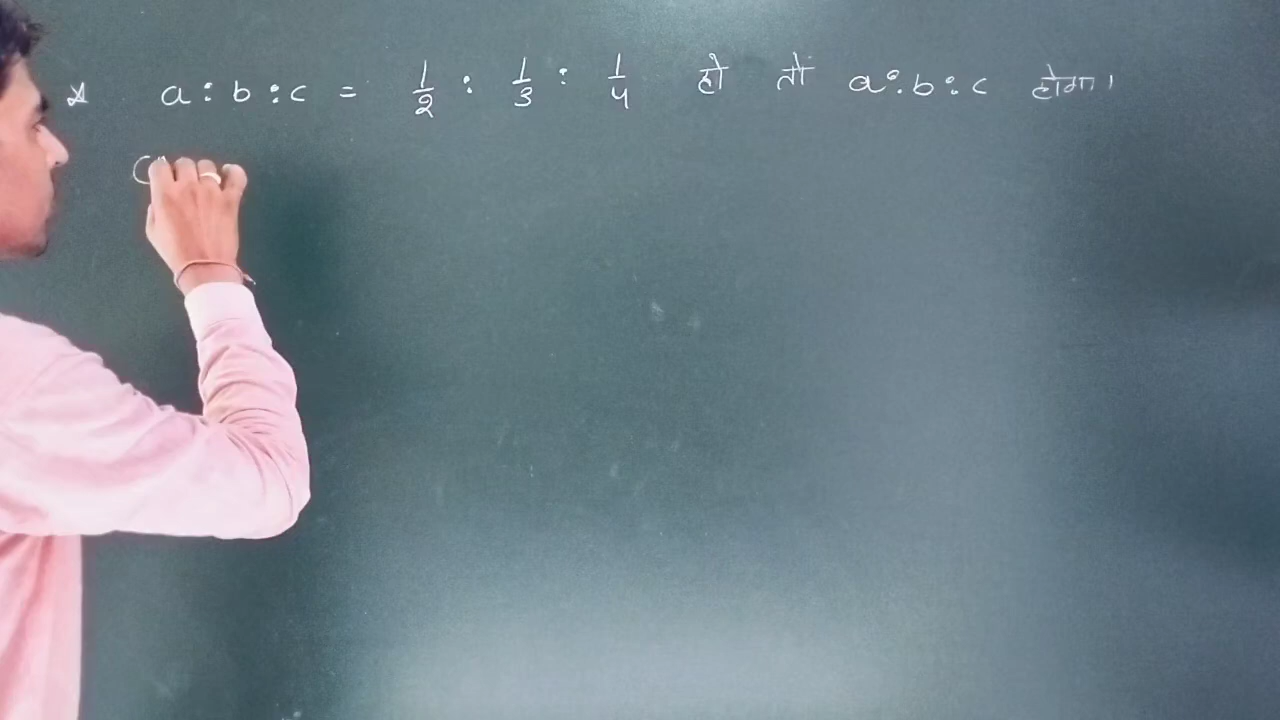 a : b : c = 1/2 : 1/3 : 1/4 हो तो a : b : c होगा।